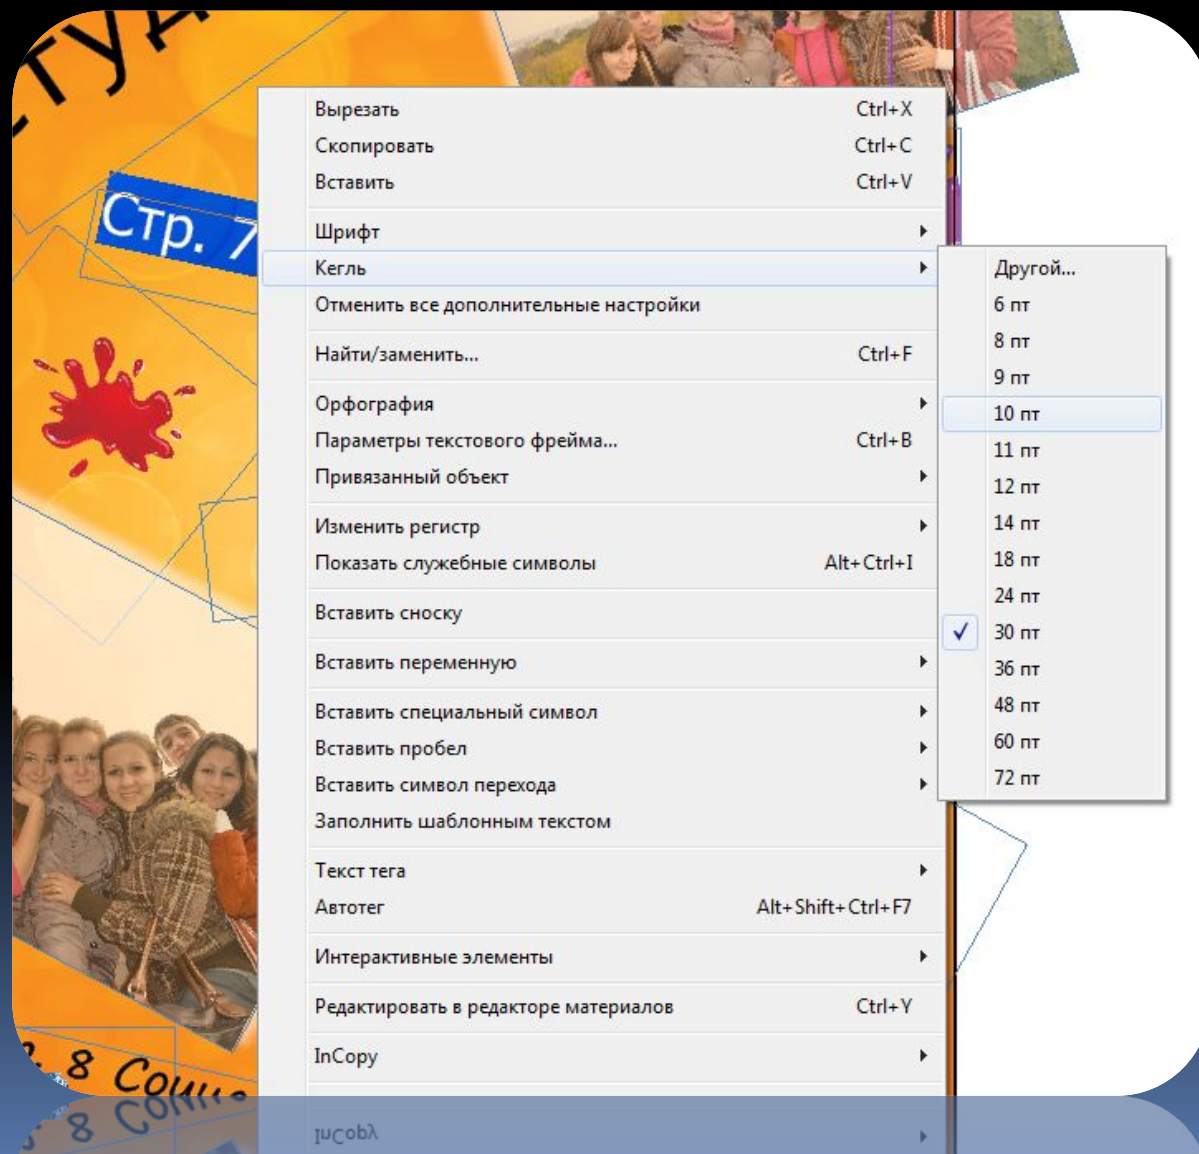 СТУД
Стр. 7
Вырезать Ctrl+X
Скопировать Ctrl+C
Вставить Ctrl+V
Шрифт
Кегль
Отменить все дополнительные настройки
Найти/заменить... Ctrl+F
Орфография
Параметры текстового фрейма... Ctrl+B
Привязанный объект
Изменить регистр
Показать служебные символы Alt+Ctrl+I
Вставить сноску
Вставить переменную
Вставить специальный символ
Вставить пробел
Вставить символ перехода
Заполнить шаблонным текстом
Текст тега
Автотег Alt+Shift+Ctrl+F7
Интерактивные элементы
Редактировать в редакторе материалов Ctrl+Y
InCopy
Другой...
6 пт
8 пт
9 пт
10 пт
11 пт
12 пт
14 пт
18 пт
24 пт
30 пт
36 пт
48 пт
60 пт
72 пт
8